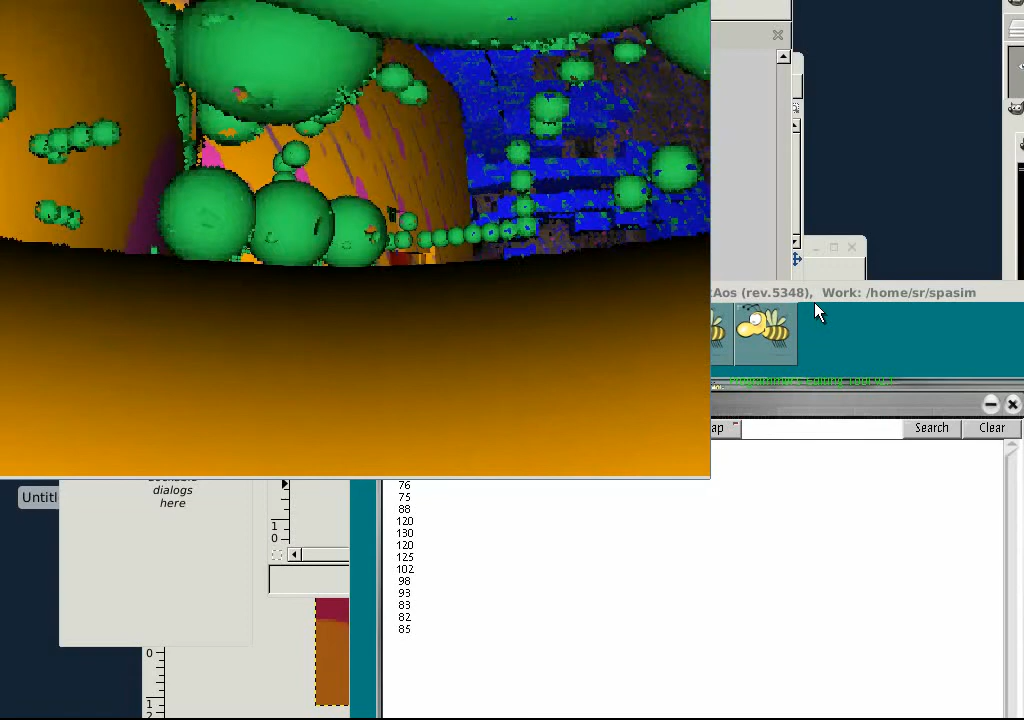 Aos (rev.5348), Work: /home/sr/spasim
ap
Search
Clear
Untitl
dialogs
here
1
0
0
1
2
76
75
88
120
130
120
125
102
98
93
83
82
85